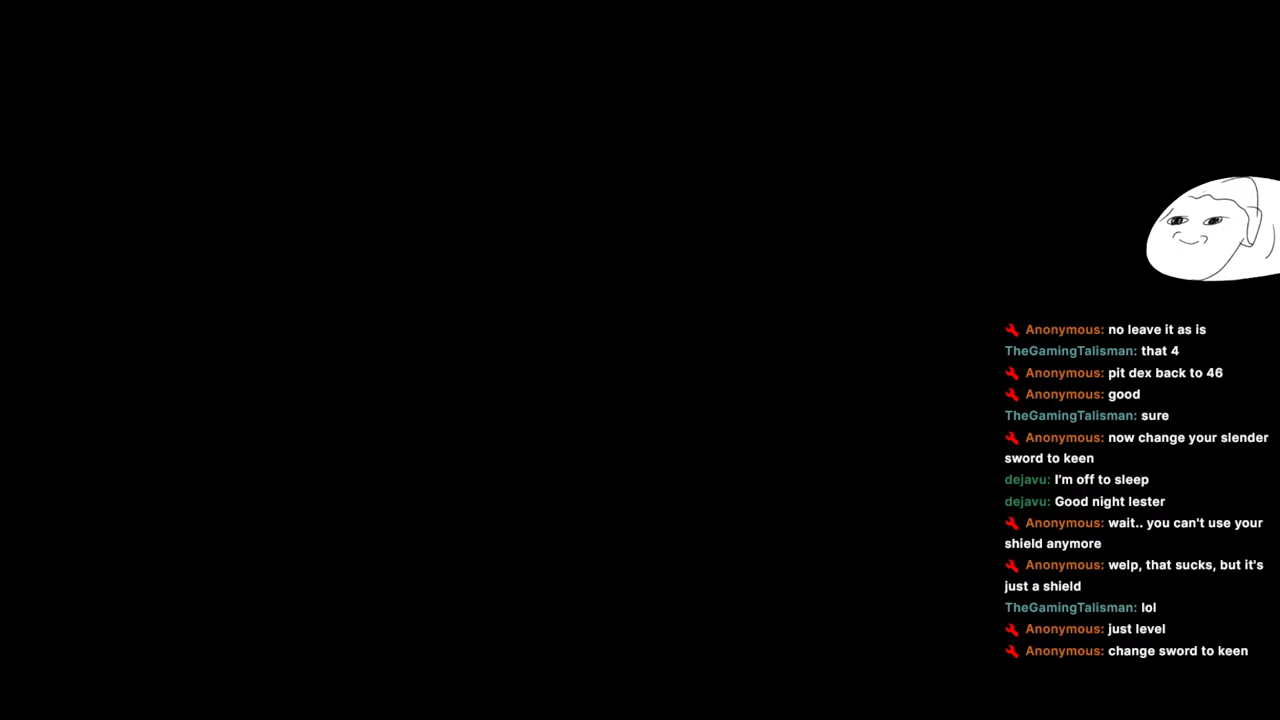 Anonymous: no leave it as is
TheGamingTalisman: that 4
Anonymous: pit dex back to 46
Anonymous: good
TheGamingTalisman: sure
Anonymous: now change your slender
sword to keen
dejavu: I'm off to sleep
dejavu: Good night lester
Anonymous: wait.. you can't use your
shield anymore
Anonymous: welp, that sucks, but it's
just a shield
TheGamingTalisman: lol
Anonymous: just level
Anonymous: change sword to keen